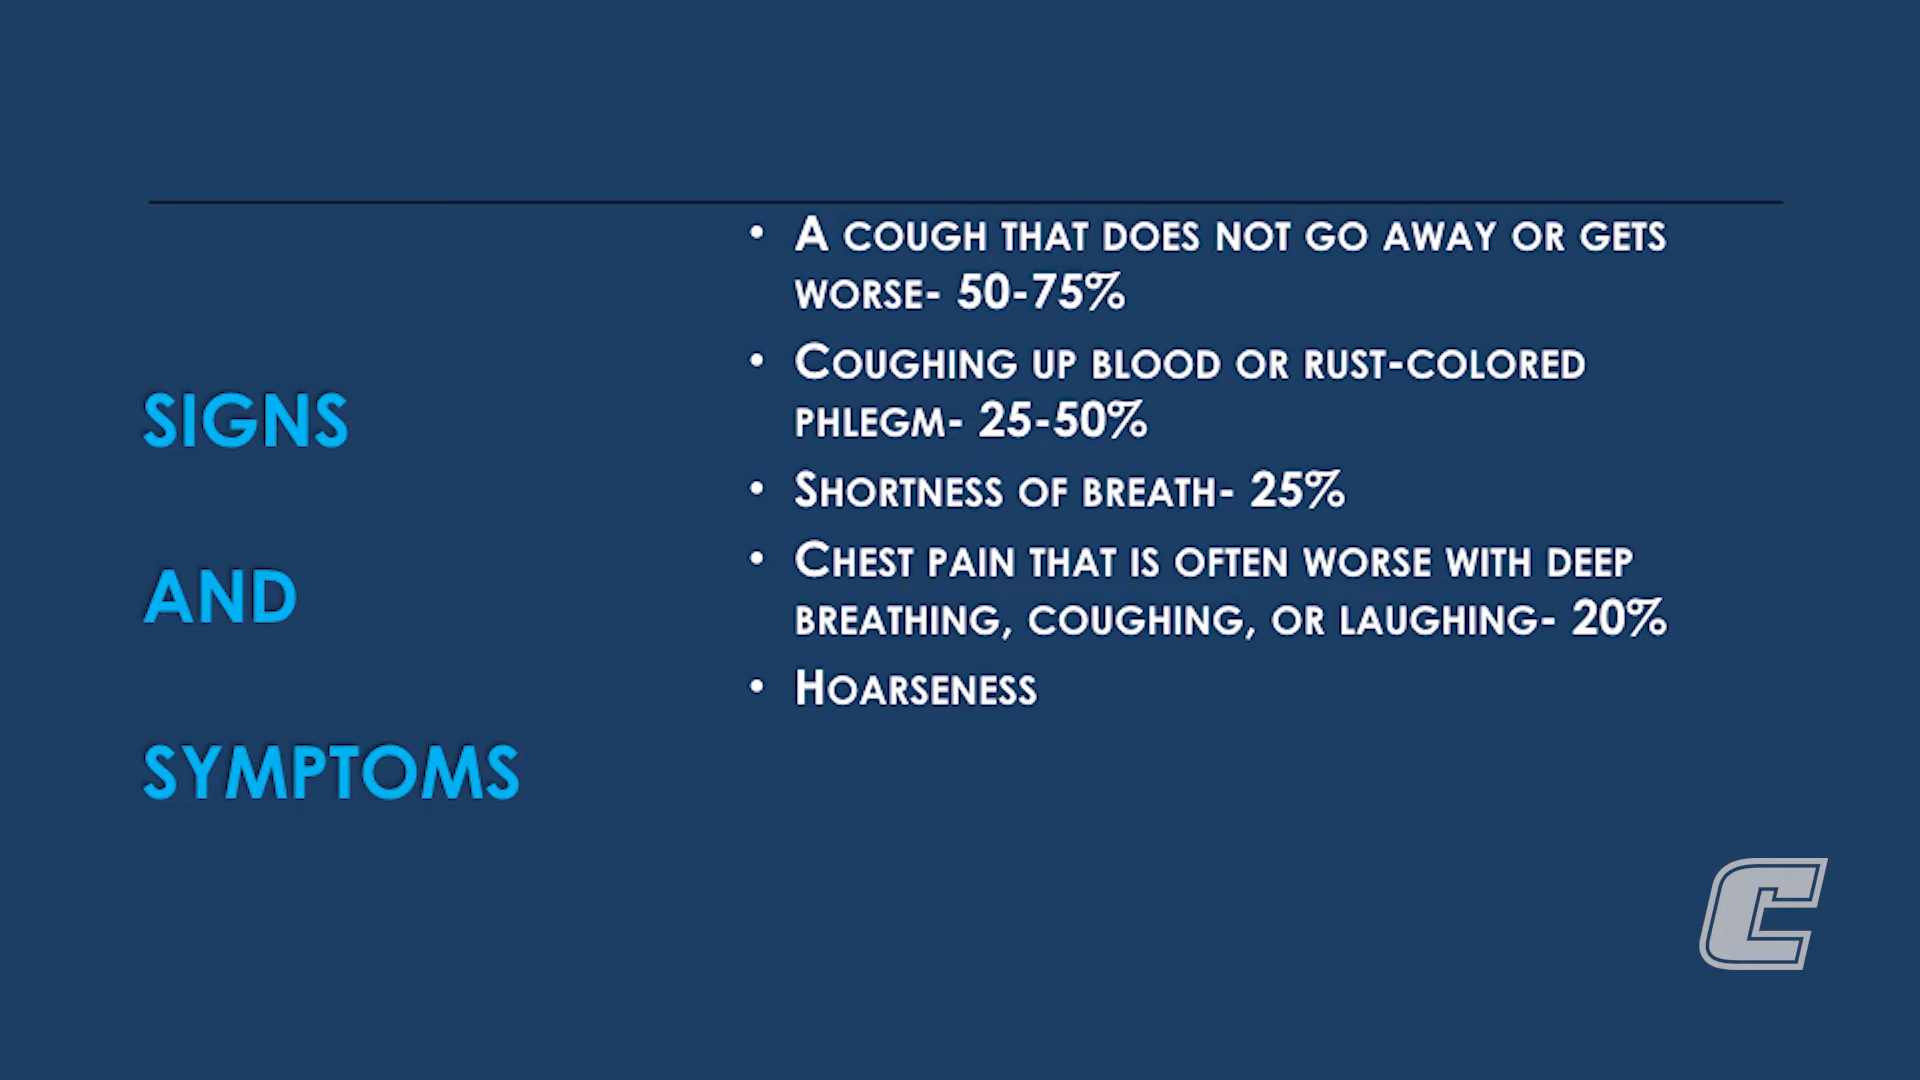 SIGNS
AND
SYMPTOMS
• A COUGH THAT DOES NOT GO AWAY OR GETS
WORSE- 50-75%
• COUGHING UP BLOOD OR RUST-COLORED
PHLEGM- 25-50%
• SHORTNESS OF BREATH- 25%
• CHEST PAIN THAT IS OFTEN WORSE WITH DEEP
BREATHING, COUGHING, OR LAUGHING- 20%
• HOARSENESS
C